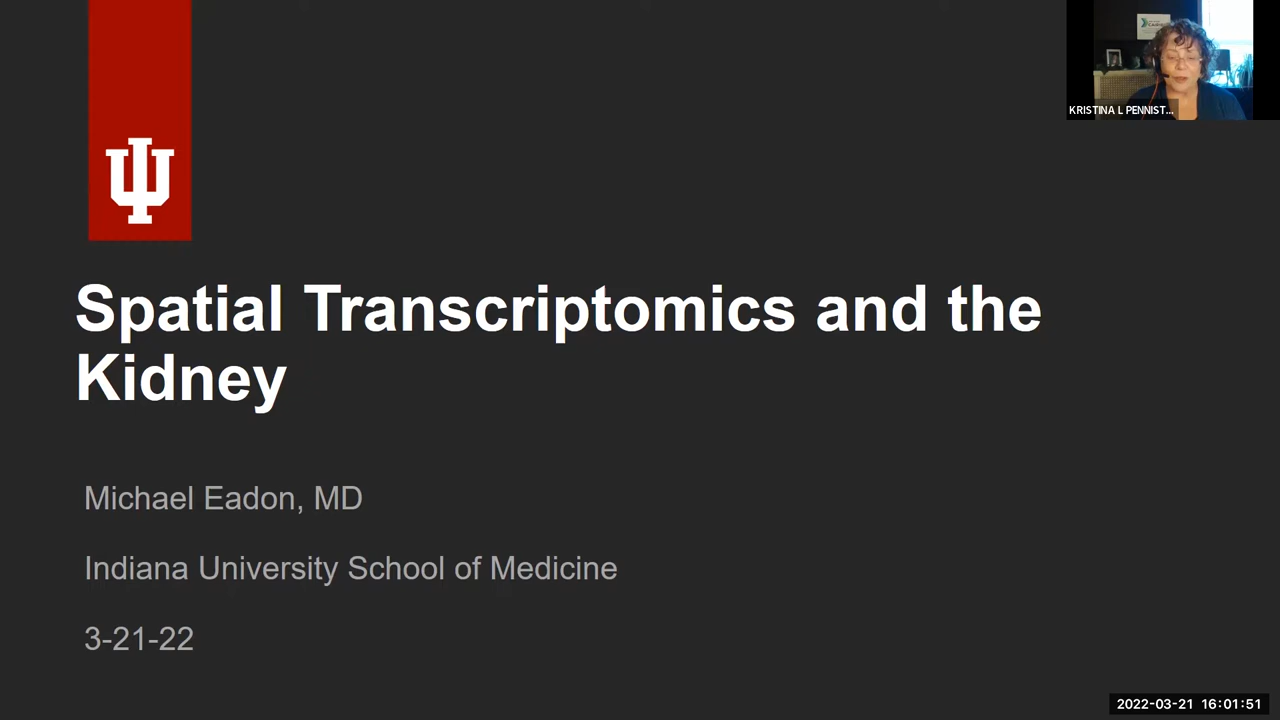 KRISTINA L PENNIST...
Spatial Transcriptomics and the
Kidney
Michael Eadon, MD
Indiana University School of Medicine
3-21-22
2022-03-21 16:01:51